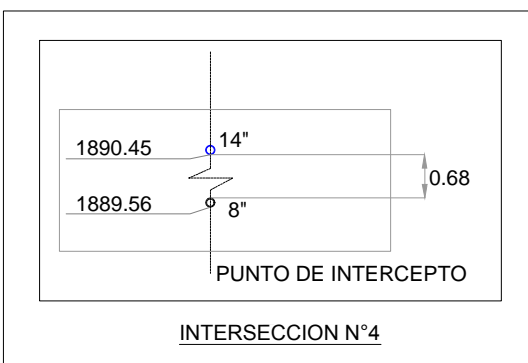 1890.45 14"
0.68
1889.56 8"
PUNTO DE INTERCEPTO
INTERSECCION N°4